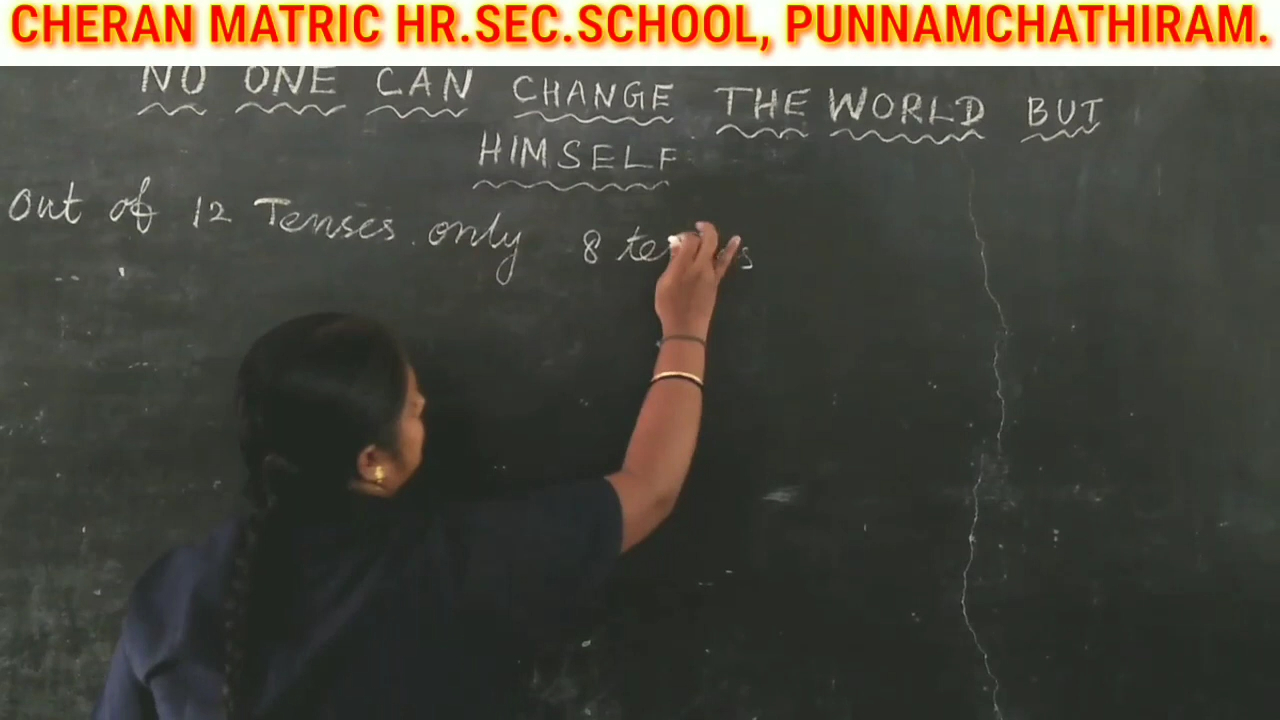 CHERAN MATRIC HR.SEC.SCHOOL, PUNNAMCHATHIRAM.
NO ONE CAN CHANGE THE WORLD BUT
HIMSELF
Out of 12 Tenses only 8